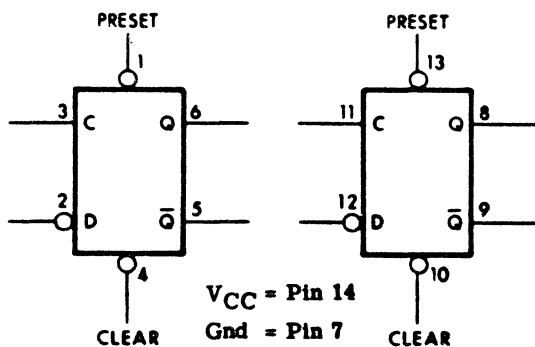 PRESET PRESET
1 13
3 C Q 6 11 C Q 8
2 D Q̅ 5 12 D Q̅ 9
4 10
V_CC = Pin 14
Gnd = Pin 7
CLEAR CLEAR